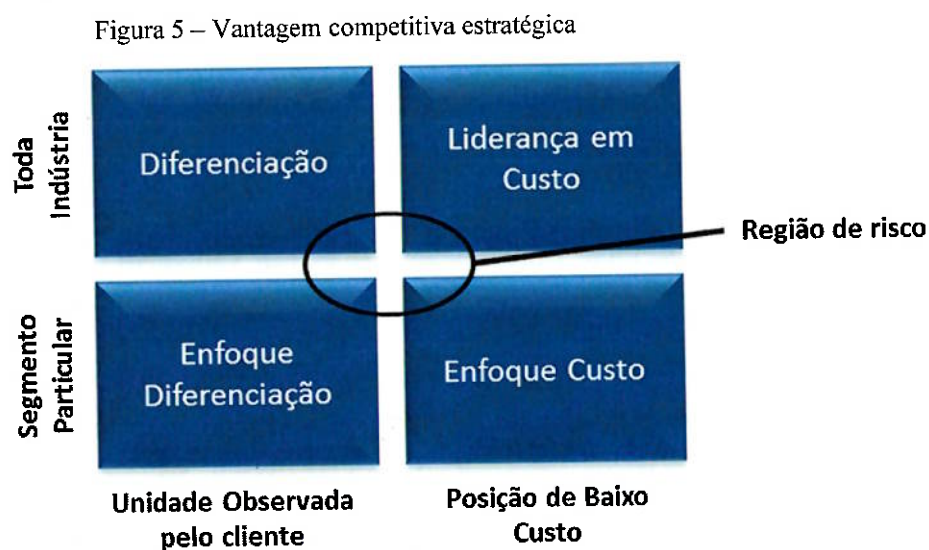 Figura 5 – Vantagem competitiva estratégica
Toda
Indústria
Diferenciação
Liderança em
Custo
Região de risco
Segmento
Particular
Enfoque
Diferenciação
Enfoque Custo
Unidade Observada
pelo cliente
Posição de Baixo
Custo